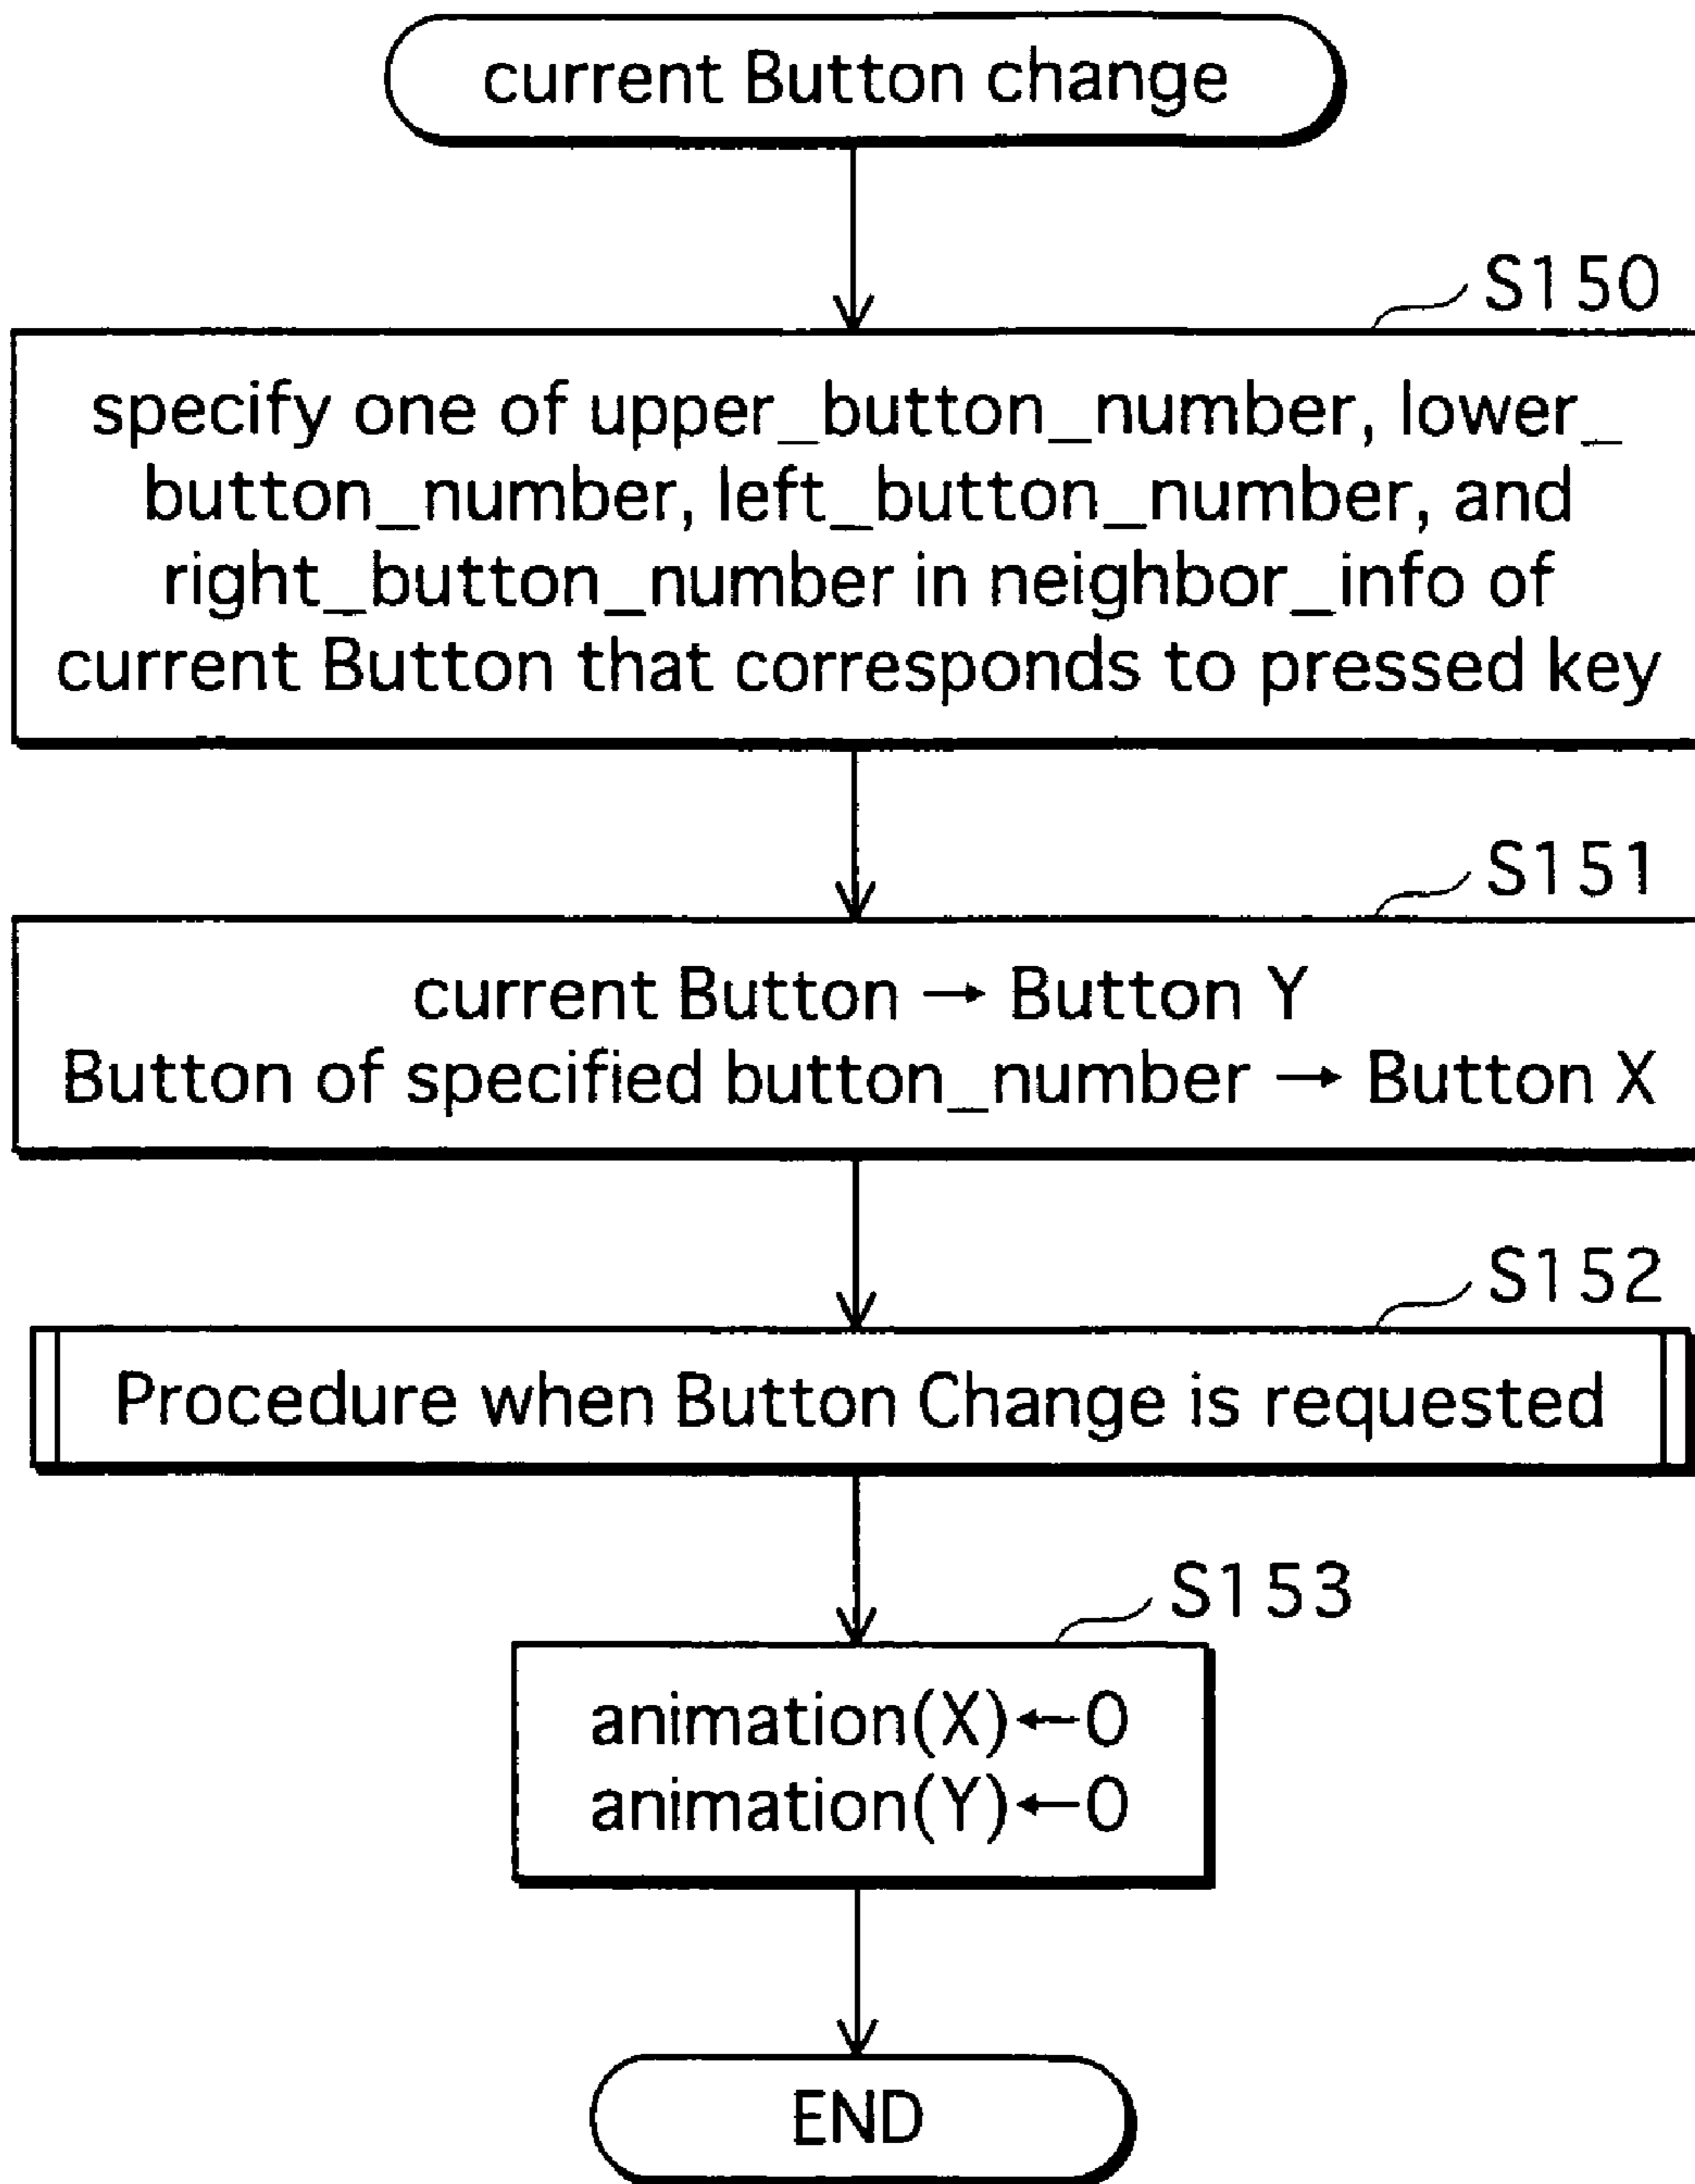 current Button change
S150
specify one of upper_button_number, lower_
button_number, left_button_number, and
right_button_number in neighbor_info of
current Button that corresponds to pressed key
S151
current Button → Button Y
Button of specified button_number → Button X
S152
Procedure when Button Change is requested
S153
animation(X)←0
animation(Y)←0
END